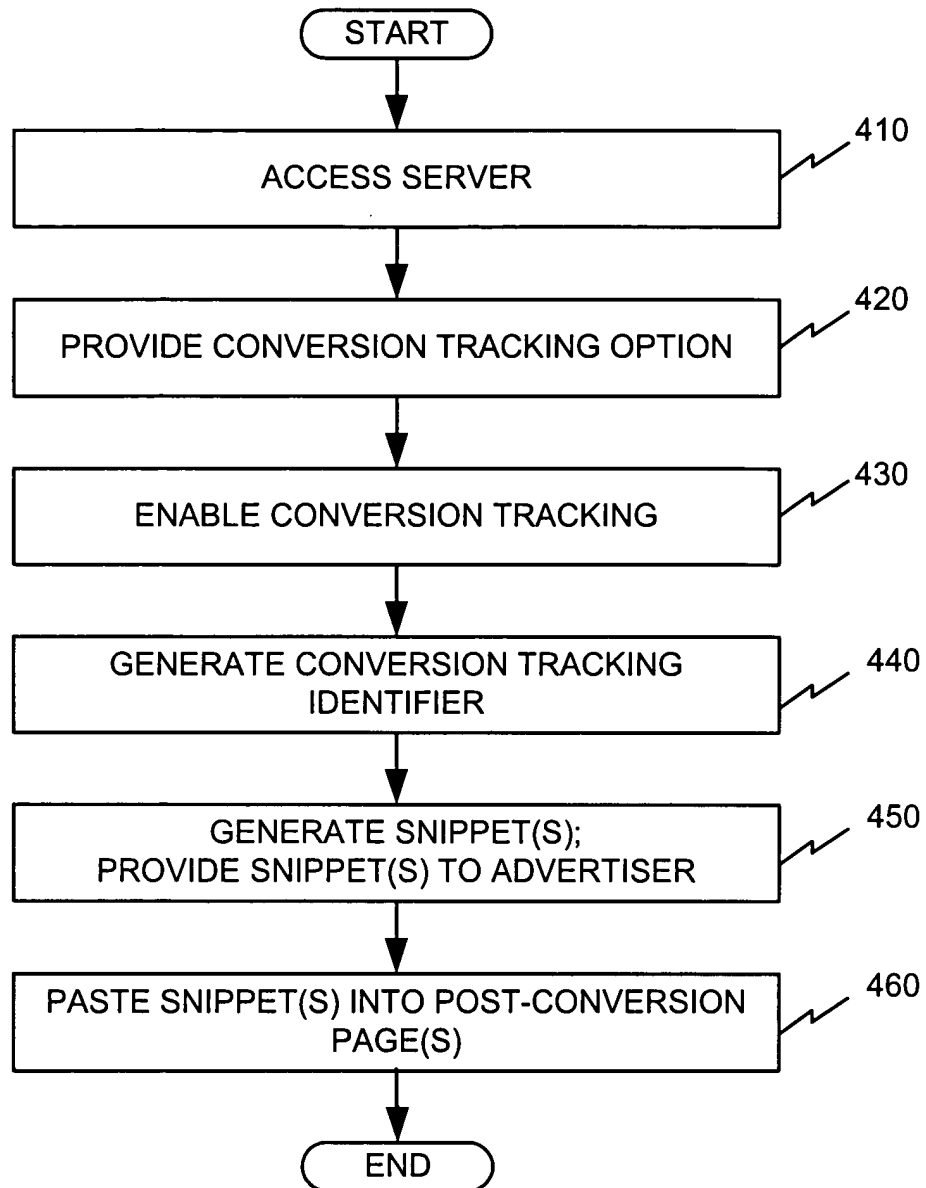 START
410
ACCESS SERVER
420
PROVIDE CONVERSION TRACKING OPTION
430
ENABLE CONVERSION TRACKING
440
GENERATE CONVERSION TRACKING
IDENTIFIER
450
GENERATE SNIPPET(S);
PROVIDE SNIPPET(S) TO ADVERTISER
460
PASTE SNIPPET(S) INTO POST-CONVERSION
PAGE(S)
END